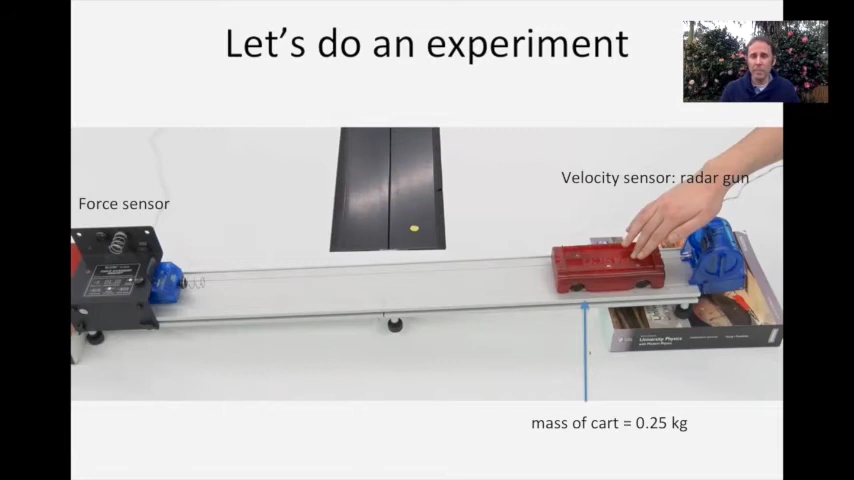 Let's do an experiment
Velocity sensor: radar gun
Force sensor
University Physics
mass of cart = 0.25 kg